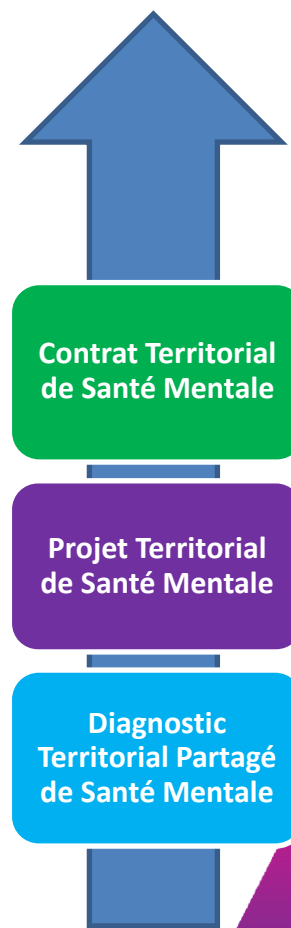 Contrat Territorial
de Santé Mentale
Projet Territorial
de Santé Mentale
Diagnostic
Territorial Partagé
de Santé Mentale